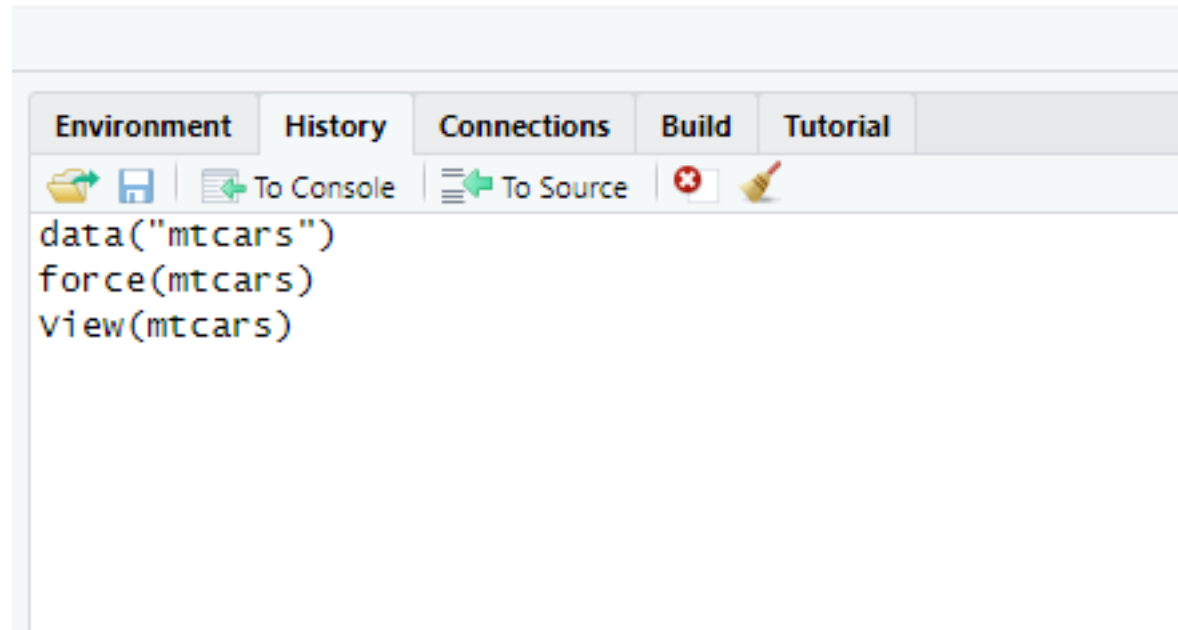 Environment History Connections Build Tutorial
To Console To Source
data("mtcars")
force(mtcars)
View(mtcars)